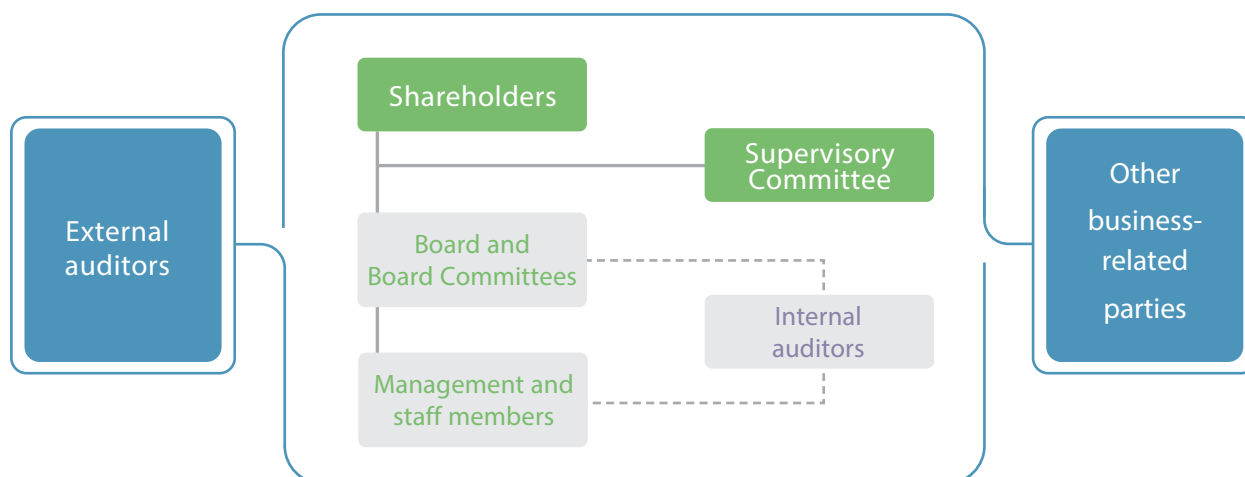 Shareholders
Supervisory
Committee
External
auditors
Board and
Board Committees
Internal
auditors
Management and
staff members
Other
business-
related
parties